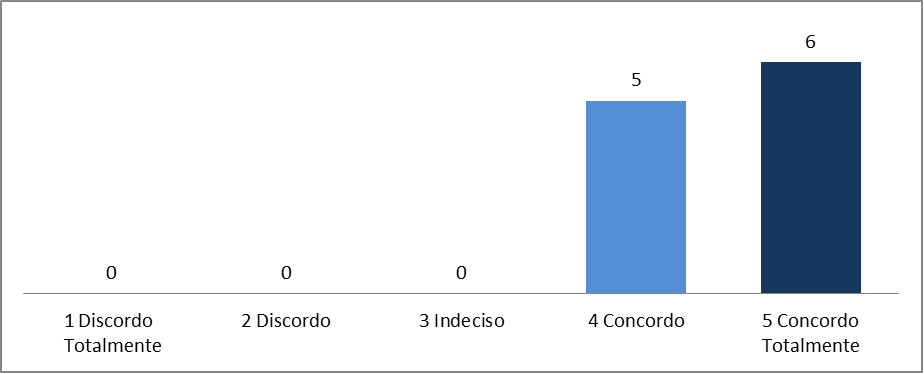 6
5
0
0
0
1 Discordo
Totalmente
2 Discordo
3 Indeciso
4 Concordo
5 Concordo
Totalmente